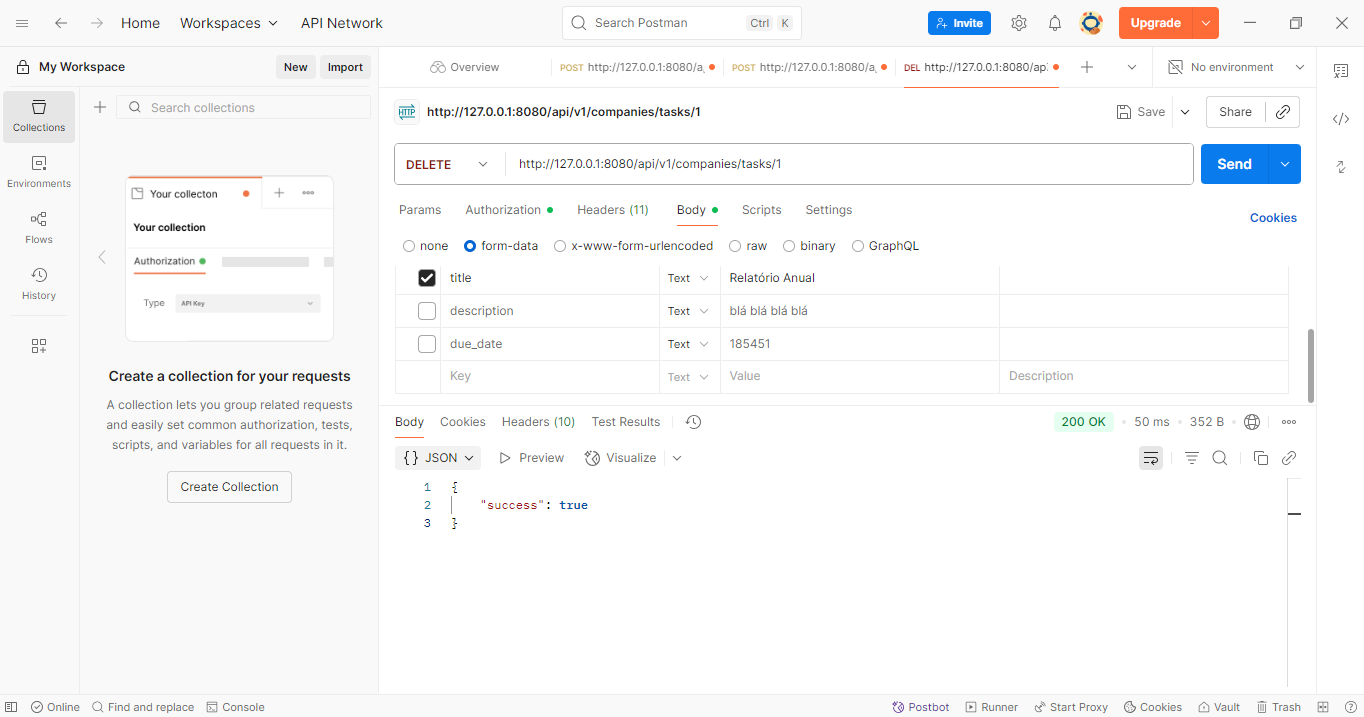 Home Workspaces API Network Search Postman Ctrl K Invite Upgrade
My Workspace New Import Overview POST http://127.0.0.1:8080/a POST http://127.0.0.1:8080/a DEL http://127.0.0.1:8080/ap No environment
Collections
Environments
Flows
History
Search collections
Your collecton
Your collection
Authorization
Type API Key
Create a collection for your requests
A collection lets you group related requests
and easily set common authorization, tests,
scripts, and variables for all requests in it.
Create Collection
HTTP http://127.0.0.1:8080/api/v1/companies/tasks/1 Save Share
DELETE http://127.0.0.1:8080/api/v1/companies/tasks/1 Send
Params Authorization Headers (11) Body Scripts Settings Cookies
none form-data x-www-form-urlencoded raw binary GraphQL
title Text Relatório Anual
description Text blá blá blá blá
due_date Text 185451
Key Text Value Description
Body Cookies Headers (10) Test Results 200 OK 50 ms 352 B
{} JSON Preview Visualize
1 {
2 "success": true
3 }
Online Find and replace Console Postbot Runner Start Proxy Cookies Vault Trash